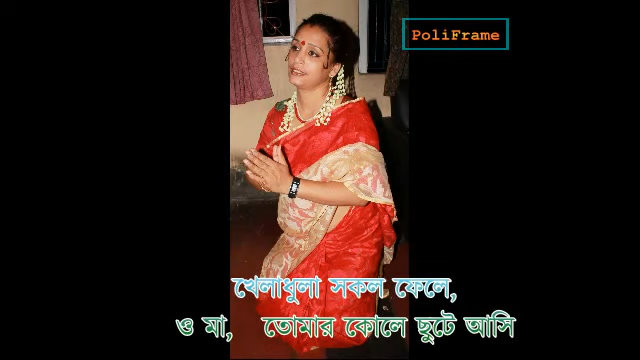 PoliFrame
খেলাধুলা সকল ফেলে,
ও মা, তোমার কোলে ছুটে আসি